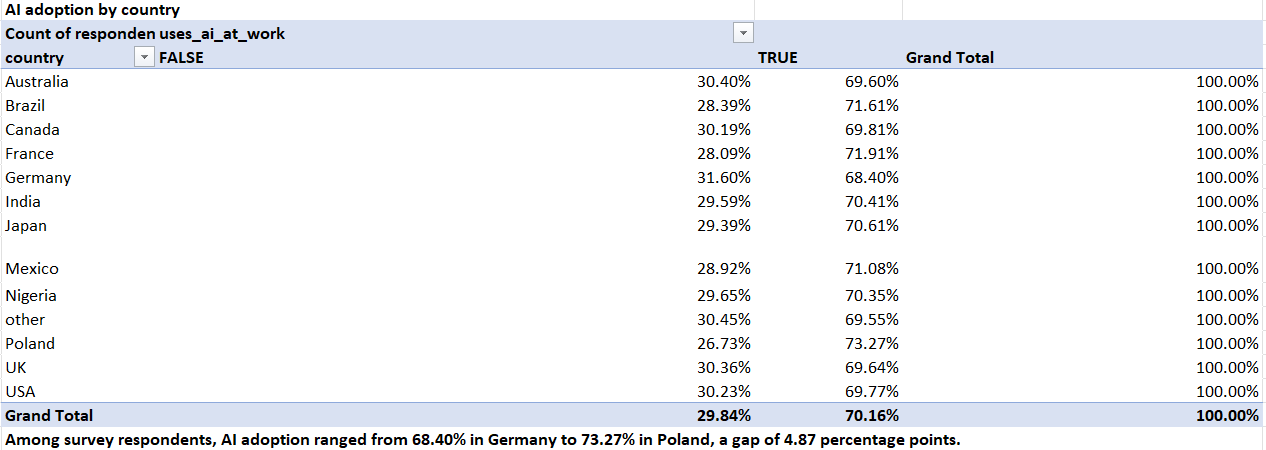 AI adoption by country
Count of responden uses_ai_at_work
country FALSE TRUE Grand Total
Australia 30.40% 69.60% 100.00%
Brazil 28.39% 71.61% 100.00%
Canada 30.19% 69.81% 100.00%
France 28.09% 71.91% 100.00%
Germany 31.60% 68.40% 100.00%
India 29.59% 70.41% 100.00%
Japan 29.39% 70.61% 100.00%
Mexico 28.92% 71.08% 100.00%
Nigeria 29.65% 70.35% 100.00%
other 30.45% 69.55% 100.00%
Poland 26.73% 73.27% 100.00%
UK 30.36% 69.64% 100.00%
USA 30.23% 69.77% 100.00%
Grand Total 29.84% 70.16% 100.00%
Among survey respondents, AI adoption ranged from 68.40% in Germany to 73.27% in Poland, a gap of 4.87 percentage points.